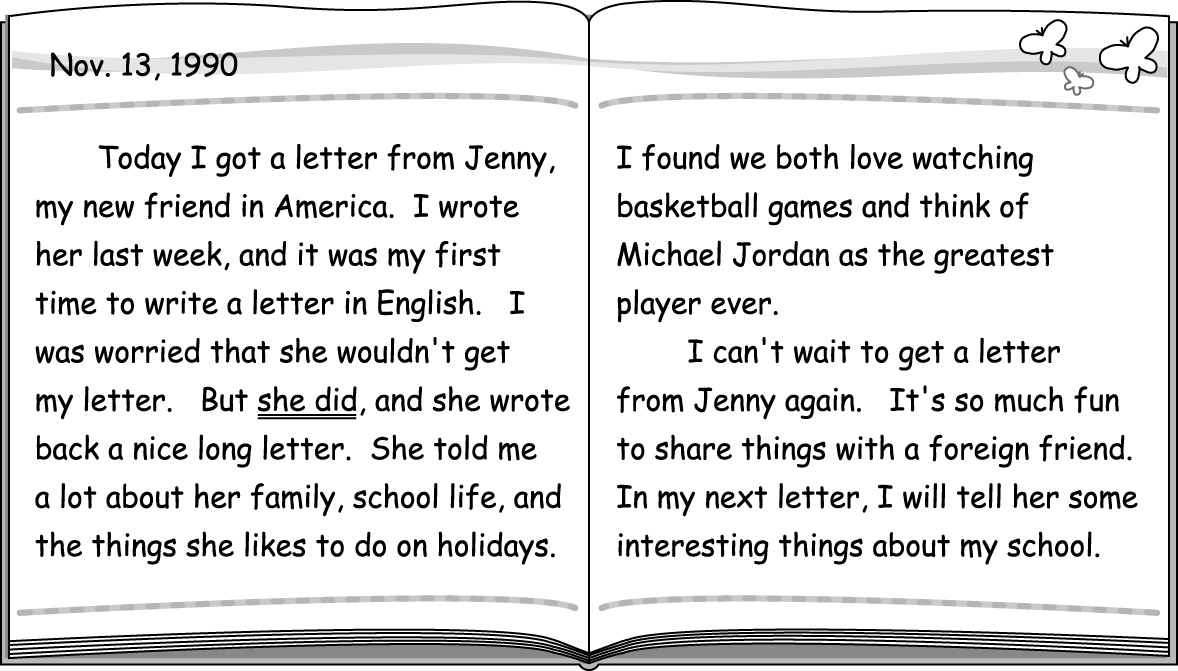 Nov. 13, 1990
Today I got a letter from Jenny,
my new friend in America. I wrote
her last week, and it was my first
time to write a letter in English. I
was worried that she wouldn't get
my letter. But she did, and she wrote
back a nice long letter. She told me
a lot about her family, school life, and
the things she likes to do on holidays.
I found we both love watching
basketball games and think of
Michael Jordan as the greatest
player ever.
I can't wait to get a letter
from Jenny again. It's so much fun
to share things with a foreign friend.
In my next letter, I will tell her some
interesting things about my school.